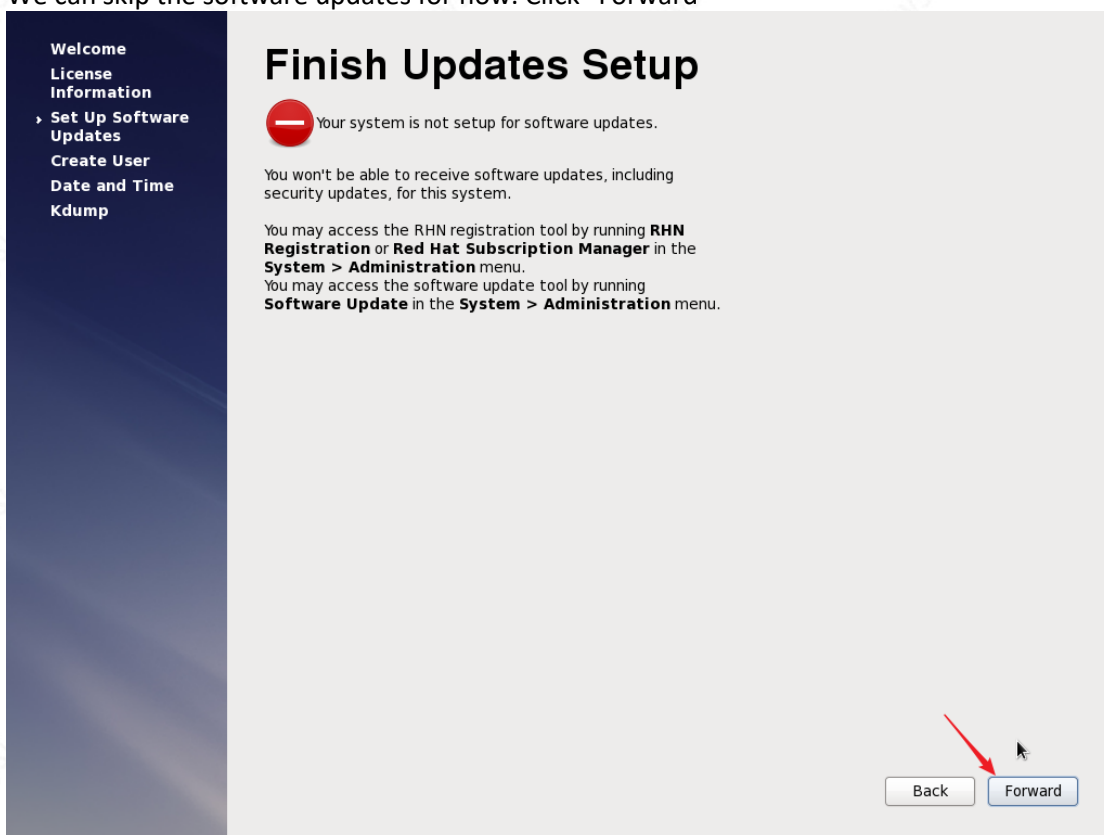 We can skip the software updates for now. Click "Forward"
Welcome
License
Information
Set Up Software
Updates
Create User
Date and Time
Kdump
Finish Updates Setup
Your system is not setup for software updates.
You won't be able to receive software updates, including
security updates, for this system.
You may access the RHN registration tool by running RHN
Registration or Red Hat Subscription Manager in the
System > Administration menu.
You may access the software update tool by running
Software Update in the System > Administration menu.
Back
Forward